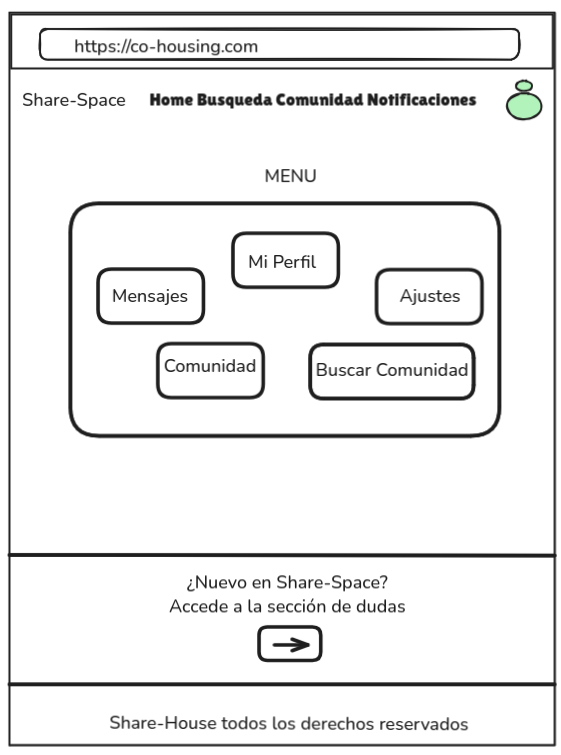 https://co-housing.com
Share-Space
Home Busqueda Comunidad Notificaciones
MENU
Mi Perfil
Mensajes
Ajustes
Comunidad
Buscar Comunidad
¿Nuevo en Share-Space?
Accede a la sección de dudas
Share-House todos los derechos reservados